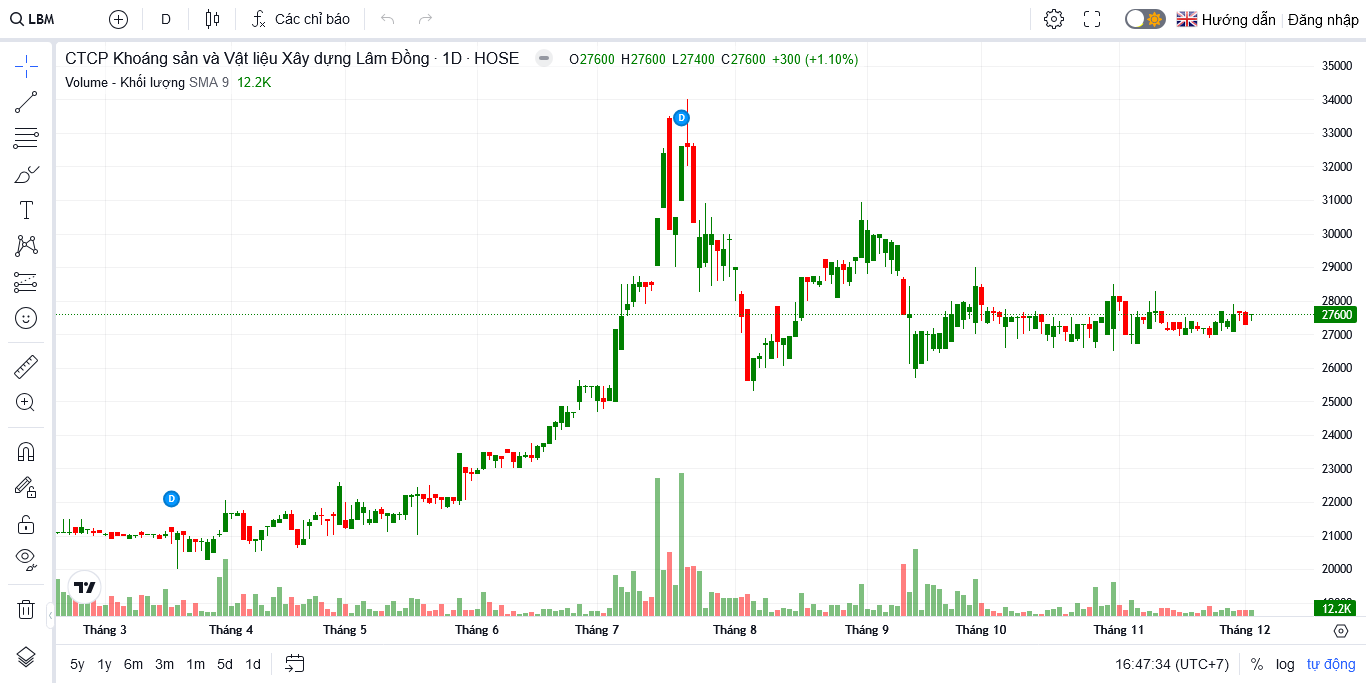 LBM D Các chỉ báo Hướng dẫn Đăng nhập
CTCP Khoáng sản và Vật liệu Xây dựng Lâm Đồng · 1D · HOSE O27600 H27600 L27400 C27600 +300 (+1.10%)
Volume - Khối lượng SMA 9 12.2K
35000
34000
33000
32000
31000
30000
29000
28000
27600
27000
26000
25000
24000
23000
22000
21000
20000
12.2K
D
D
Tháng 3 Tháng 4 Tháng 5 Tháng 6 Tháng 7 Tháng 8 Tháng 9 Tháng 10 Tháng 11 Tháng 12
5y 1y 6m 3m 1m 5d 1d 16:47:34 (UTC+7) % log tự động